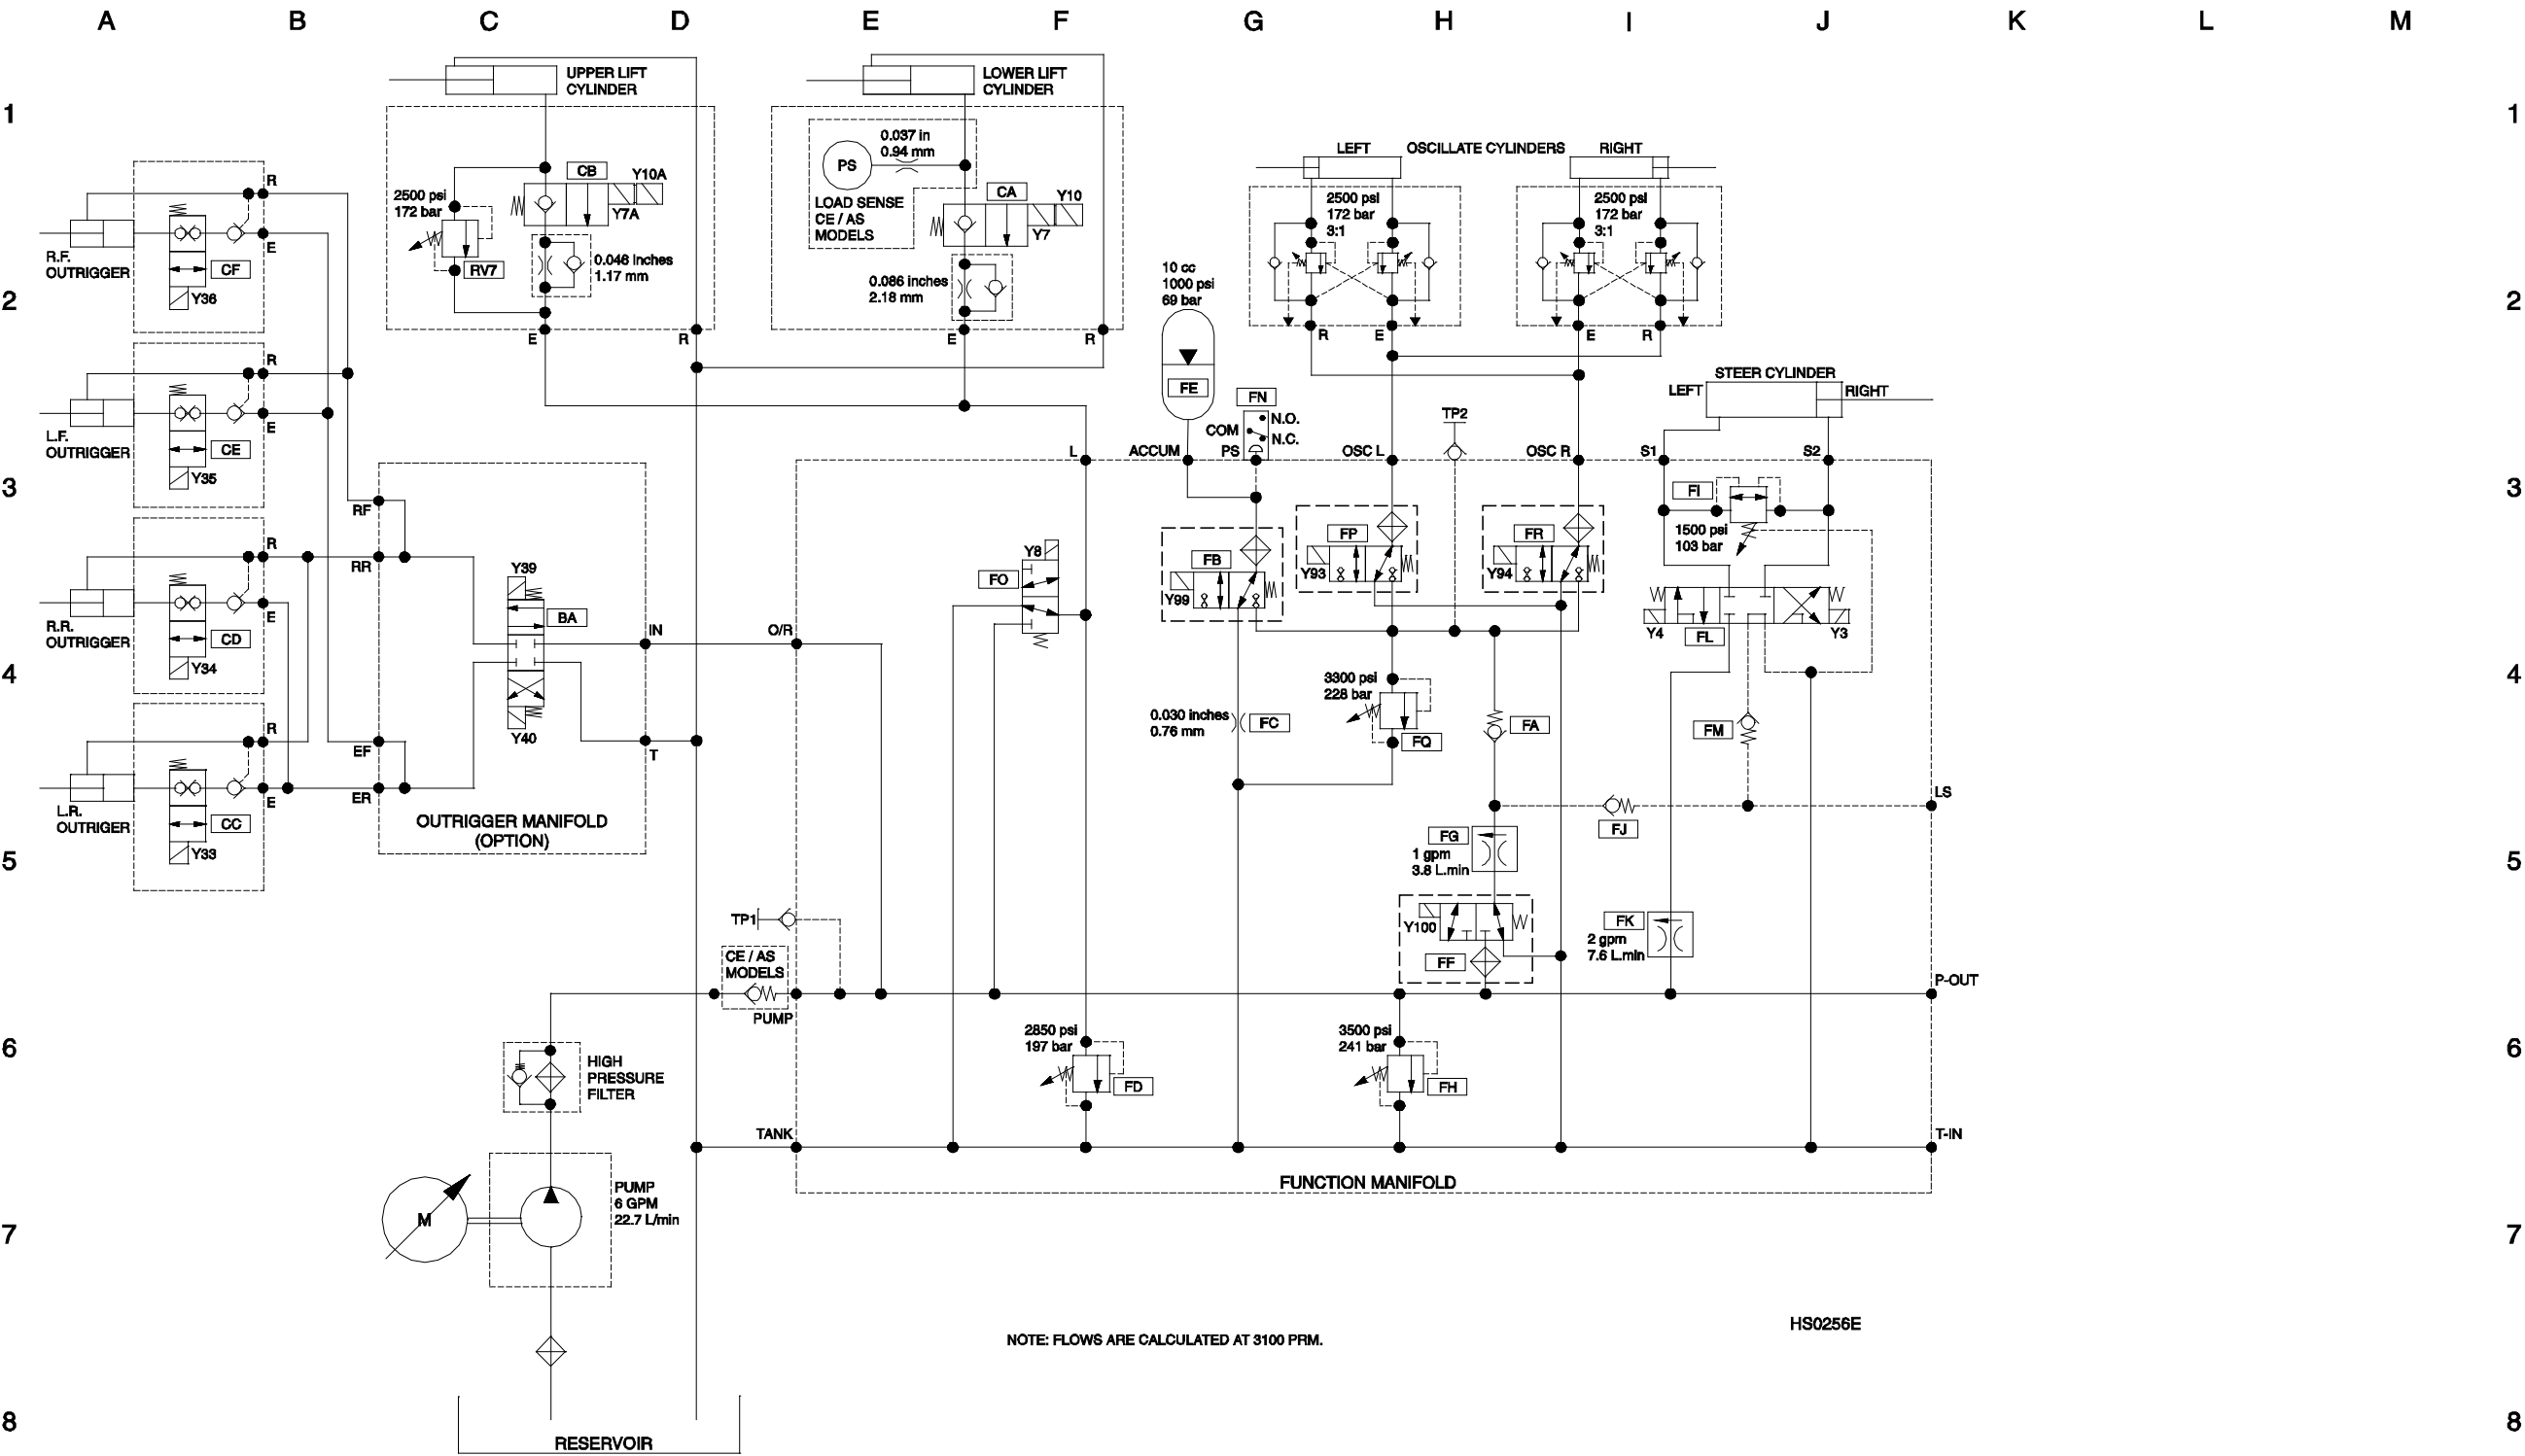 A B C D E F G H I J K L M
1
1
2
2
3
3
4
4
5
5
6
6
7
7
8
8
UPPER LIFT
CYLINDER
CB
Y10A
Y7A
2500 psi
172 bar
RV7
0.046 inches
1.17 mm
E
R
LOWER LIFT
CYLINDER
0.037 in
0.94 mm
PS
LOAD SENSE
CE / AS
MODELS
CA
Y10
Y7
0.086 inches
2.18 mm
E
R
LEFT
OSCILLATE CYLINDERS
RIGHT
2500 psi
172 bar
3:1
2500 psi
172 bar
3:1
R
E
E
R
10 cc
1000 psi
69 bar
FE
FN
N.O.
COM
N.C.
TP2
STEER CYLINDER
LEFT
RIGHT
R
E
R.F.
OUTRIGGER
CF
Y36
R
E
L.F.
OUTRIGGER
CE
Y35
R
E
R.R.
OUTRIGGER
CD
Y34
R
E
L.R.
OUTRIGER
CC
Y33
RF
RR
EF
ER
Y39
BA
Y40
IN
T
OUTRIGGER MANIFOLD
(OPTION)
L
ACCUM
PS
OSC L
OSC R
S1
S2
O/R
Y8
FO
FB
Y99
FP
Y93
FR
Y94
FI
1500 psi
103 bar
Y4
FL
Y3
3300 psi
228 bar
FQ
0.030 inches
0.76 mm
FC
FA
FM
LS
FJ
FG
1 gpm
3.8 L.min
Y100
FF
FK
2 gpm
7.6 L.min
TP1
CE / AS
MODELS
PUMP
P-OUT
2850 psi
197 bar
FD
3500 psi
241 bar
FH
HIGH
PRESSURE
FILTER
TANK
T-IN
FUNCTION MANIFOLD
M
PUMP
6 GPM
22.7 L/min
NOTE: FLOWS ARE CALCULATED AT 3100 PRM.
HS0256E
RESERVOIR